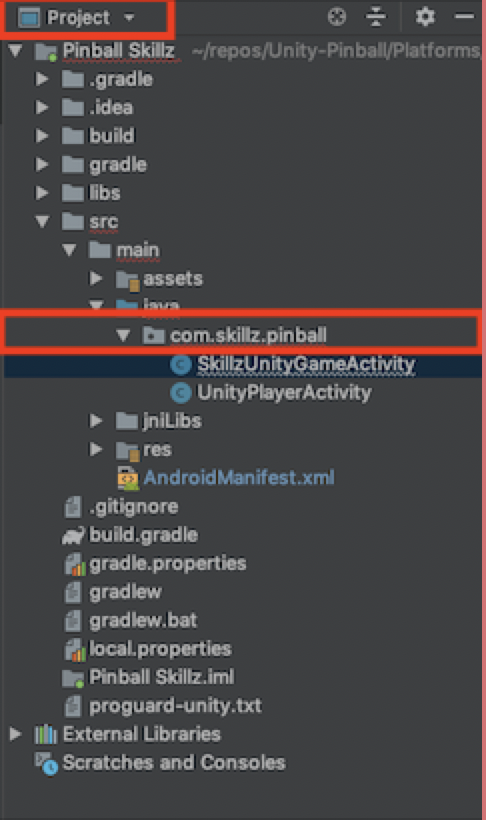 Project
Pinball Skillz ~/repos/Unity-Pinball/Platforms
.gradle
.idea
build
gradle
libs
src
main
assets
java
com.skillz.pinball
SkillzUnityGameActivity
UnityPlayerActivity
jniLibs
res
AndroidManifest.xml
.gitignore
build.gradle
gradle.properties
gradlew
gradlew.bat
local.properties
Pinball Skillz.iml
proguard-unity.txt
External Libraries
Scratches and Consoles